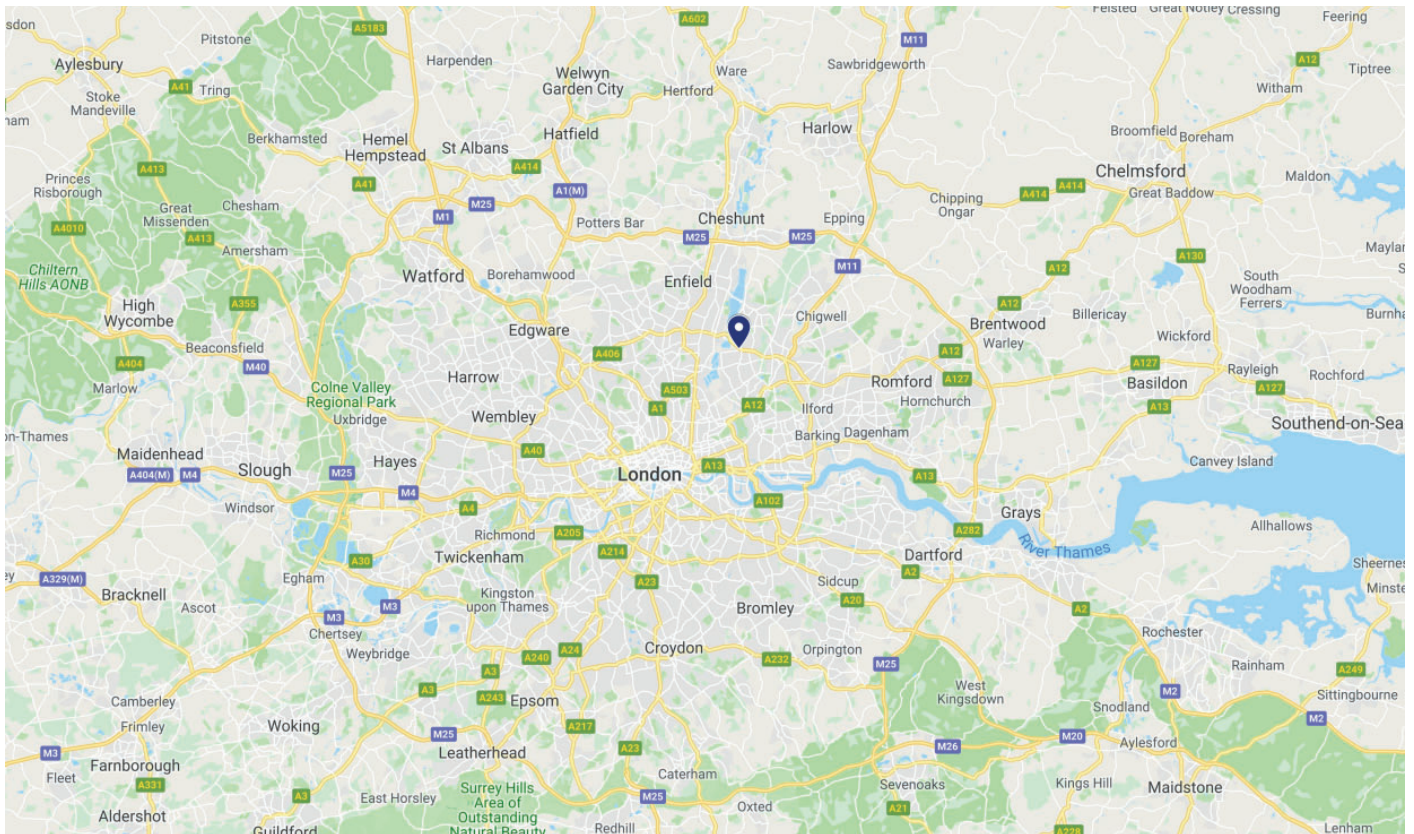 sdon
Pitstone
A5183
A602
Felsted
Great Notley
Cressing
Feering
Harpenden
M11
Aylesbury
Ware
Sawbridgeworth
A12
Welwyn
Garden City
Tiptree
A41
Tring
Stoke
Mandeville
Hertford
Witham
ham
Berkhamsted
Hemel
Hempstead
Hatfield
Harlow
Broomfield
Boreham
St Albans
A414
A413
Chelmsford
Princes
Risborough
A41
A1(M)
Maldon
A414
A414
Great Baddow
Chipping
Ongar
Chesham
M25
Great
Missenden
M1
Potters Bar
Cheshunt
Epping
A4010
A413
M25
M25
Maylan
Amersham
A130
Chiltern
Hills AONB
Watford
Borehamwood
Enfield
M11
A12
South
Woodham
Ferrers
High
Wycombe
A355
A12
Burnha
Edgware
Chigwell
Brentwood
Warley
Billericay
Wickford
Beaconsfield
A406
A12
A404
M40
A127
Rayleigh
Rochford
Marlow
Colne Valley
Regional Park
Harrow
A503
Romford
A127
Basildon
A127
Hornchurch
Uxbridge
Wembley
A1
A12
Ilford
A13
Southend-on-Sea
on-Thames
Barking
Dagenham
Maidenhead
A40
Hayes
Canvey Island
Slough
A404(M)
M4
M25
London
A13
A13
M4
Windsor
A4
A102
Grays
Allhallows
Richmond
A205
A282
River Thames
Twickenham
A214
Dartford
A30
Sheernes
A329(M)
Egham
A23
A2
Sidcup
Minste
Bracknell
Ascot
Kingston
upon Thames
A20
M3
Bromley
A2
M3
Chertsey
Rochester
Weybridge
A24
Croydon
Orpington
A240
A232
M25
Rainham
A3
A249
A3
A243
Epsom
West
Kingsdown
M2
Sittingbourne
Camberley
Snodland
Frimley
Woking
A217
M2
M25
M20
Aylesford
M3
Leatherhead
A23
M26
Farnborough
Caterham
Fleet
A331
Sevenoaks
Kings Hill
Maidstone
A3
East Horsley
Surrey Hills
Area of
Outstanding
Natural Beauty
M25
Oxted
A21
Aldershot
Guildford
Redhill
A228
Lenham